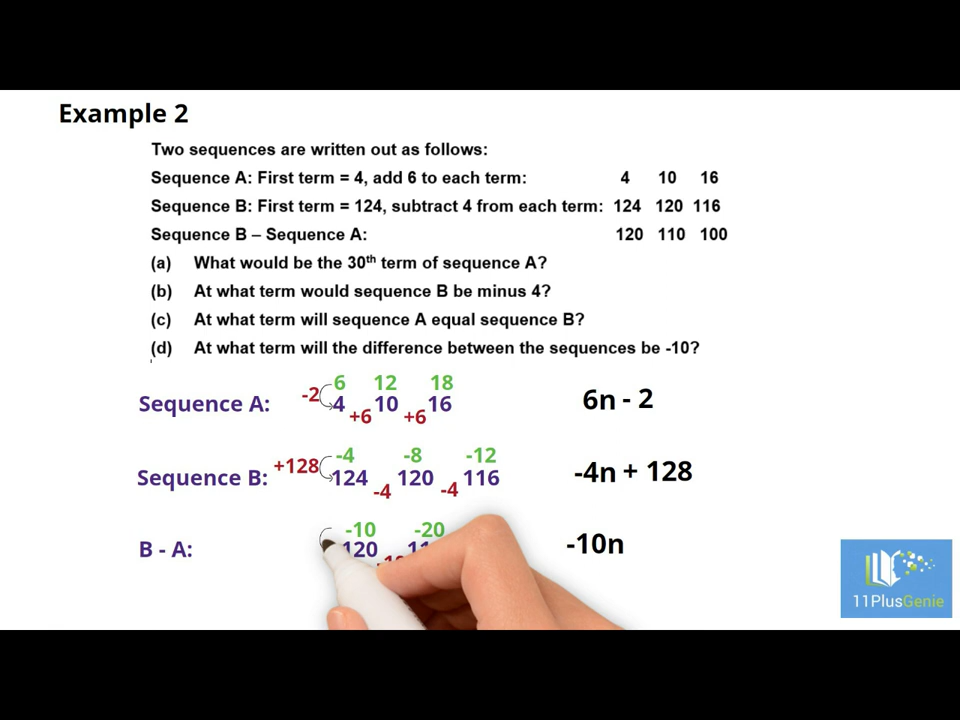 Example 2
Two sequences are written out as follows:
Sequence A: First term = 4, add 6 to each term: 4 10 16
Sequence B: First term = 124, subtract 4 from each term: 124 120 116
Sequence B – Sequence A: 120 110 100
(a) What would be the 30th term of sequence A?
(b) At what term would sequence B be minus 4?
(c) At what term will sequence A equal sequence B?
(d) At what term will the difference between the sequences be -10?
-2 6 12 18
Sequence A: 4 10 16 6n - 2
+6 +6
+128 -4 -8 -12
Sequence B: 124 120 116 -4n + 128
-4 -4
-10 -20
B - A: 120 -10n
11PlusGenie